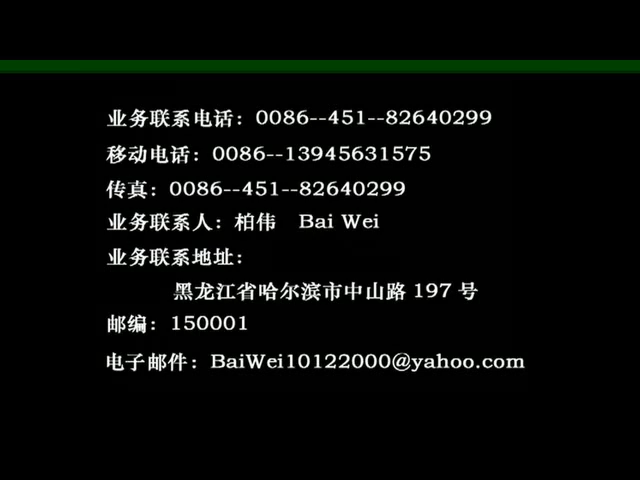 业务联系电话：0086--451--82640299
移动电话：0086--13945631575
传真：0086--451--82640299
业务联系人：柏伟 Bai Wei
业务联系地址：
黑龙江省哈尔滨市中山路 197 号
邮编：150001
电子邮件：BaiWei10122000@yahoo.com